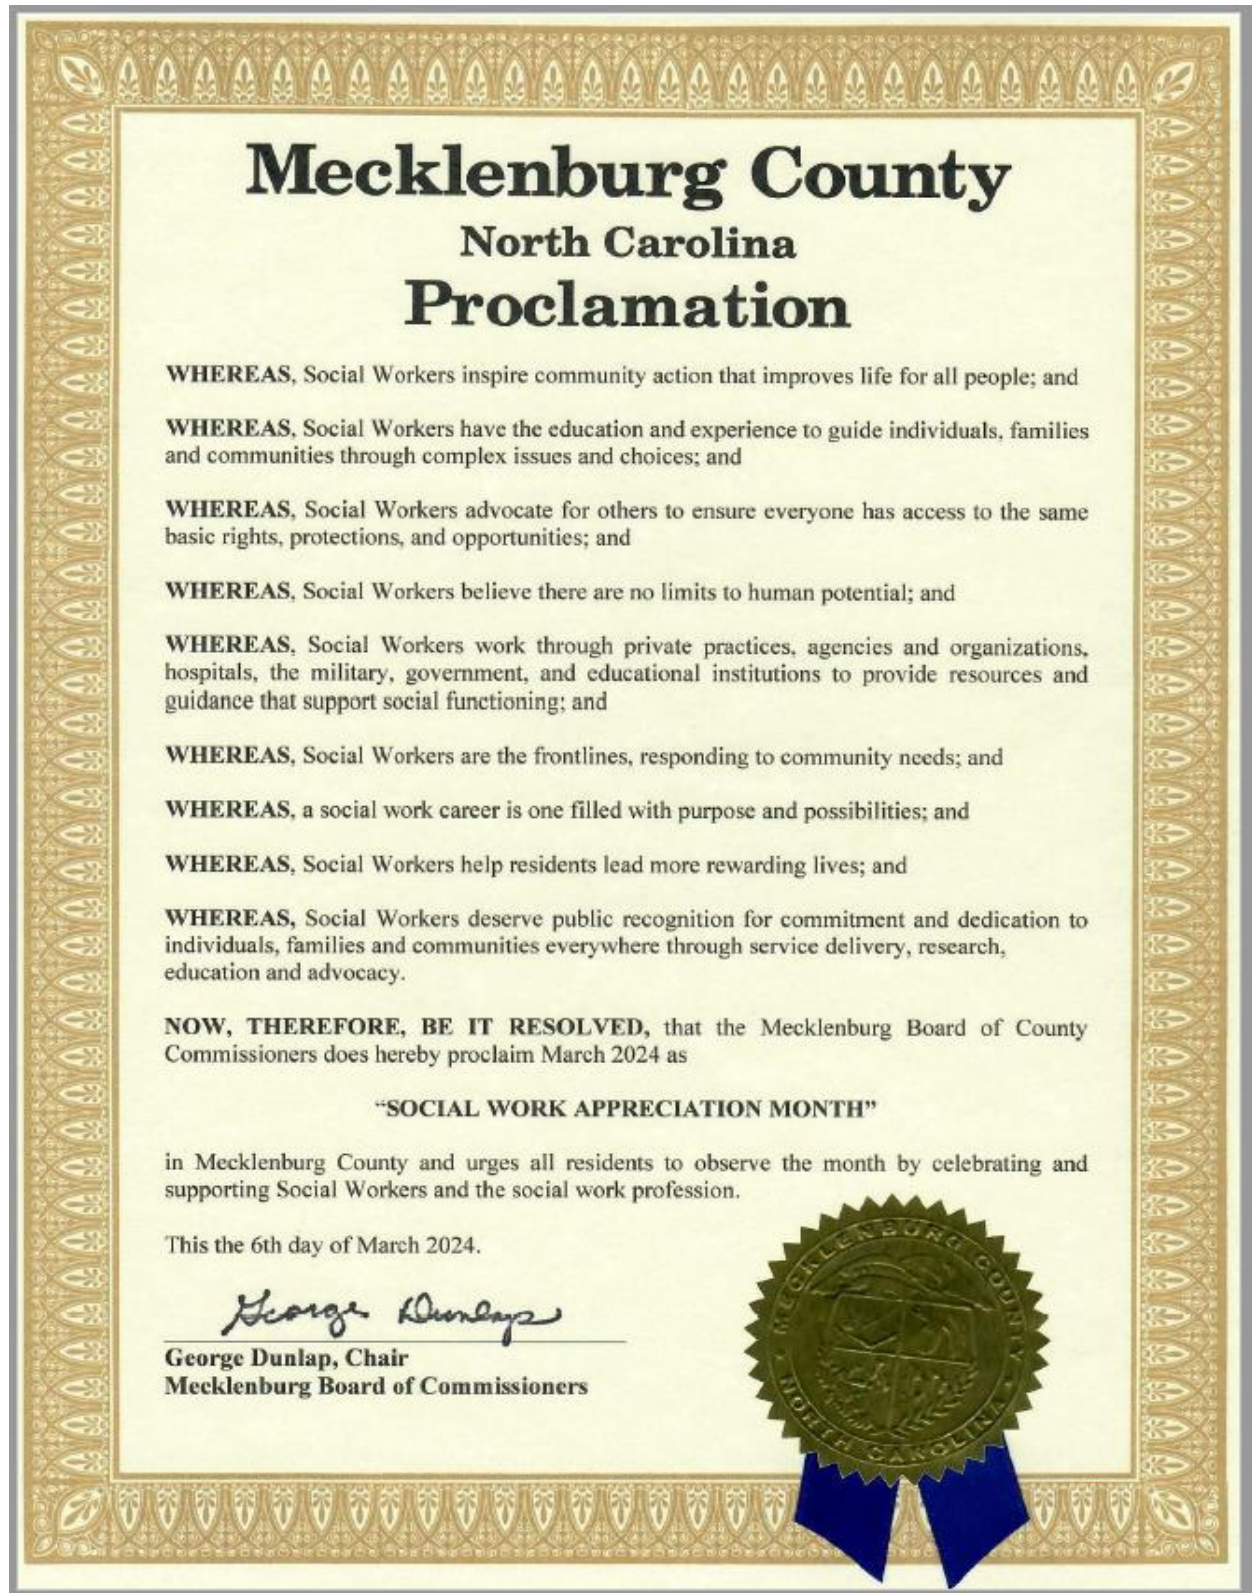 Mecklenburg County
North Carolina
Proclamation
WHEREAS, Social Workers inspire community action that improves life for all people; and
WHEREAS, Social Workers have the education and experience to guide individuals, families
and communities through complex issues and choices; and
WHEREAS, Social Workers advocate for others to ensure everyone has access to the same
basic rights, protections, and opportunities; and
WHEREAS, Social Workers believe there are no limits to human potential; and
WHEREAS, Social Workers work through private practices, agencies and organizations,
hospitals, the military, government, and educational institutions to provide resources and
guidance that support social functioning; and
WHEREAS, Social Workers are the frontlines, responding to community needs; and
WHEREAS, a social work career is one filled with purpose and possibilities; and
WHEREAS, Social Workers help residents lead more rewarding lives; and
WHEREAS, Social Workers deserve public recognition for commitment and dedication to
individuals, families and communities everywhere through service delivery, research,
education and advocacy.
NOW, THEREFORE, BE IT RESOLVED, that the Mecklenburg Board of County
Commissioners does hereby proclaim March 2024 as
“SOCIAL WORK APPRECIATION MONTH”
in Mecklenburg County and urges all residents to observe the month by celebrating and
supporting Social Workers and the social work profession.
This the 6th day of March 2024.
George Dunlap
George Dunlap, Chair
Mecklenburg Board of Commissioners
MECKLENBURG COUNTY
NORTH CAROLINA